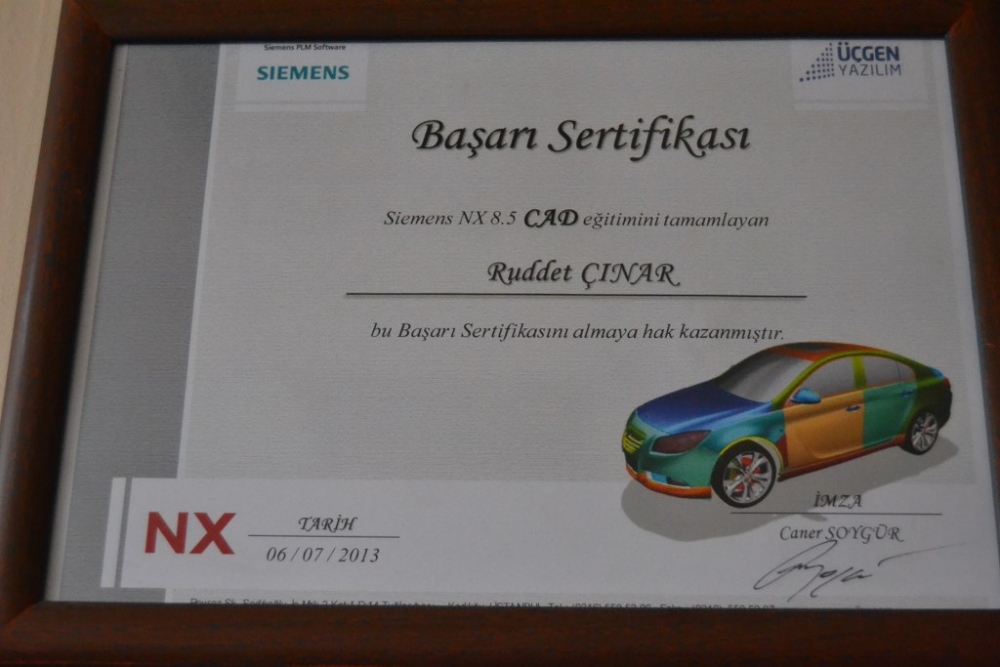 Siemens PLM Software
SIEMENS
ÜÇGEN
YAZILIM
Başarı Sertifikası
Siemens NX 8.5 CAD eğitimini tamamlayan
Ruddet ÇINAR
bu Başarı Sertifikasını almaya hak kazanmıştır.
NX
TARİH
06 / 07 / 2013
İMZA
Caner SOYGÜR